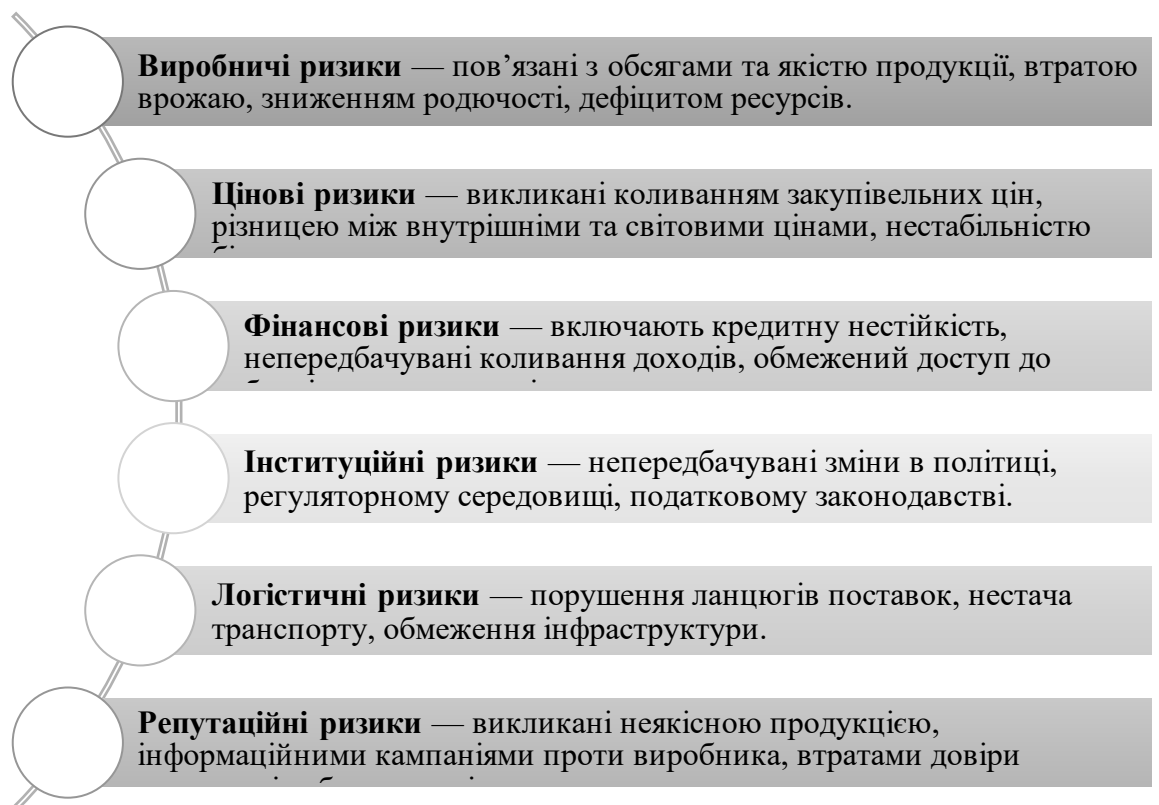 Виробничі ризики — пов’язані з обсягами та якістю продукції, втратою
врожаю, зниженням родючості, дефіцитом ресурсів.
Цінові ризики — викликані коливанням закупівельних цін,
різницею між внутрішніми та світовими цінами, нестабільністю
Фінансові ризики — включають кредитну нестійкість,
непередбачувані коливання доходів, обмежений доступ до
Інституційні ризики — непередбачувані зміни в політиці,
регуляторному середовищі, податковому законодавстві.
Логістичні ризики — порушення ланцюгів поставок, нестача
транспорту, обмеження інфраструктури.
Репутаційні ризики — викликані неякісною продукцією,
інформаційними кампаніями проти виробника, втратами довіри